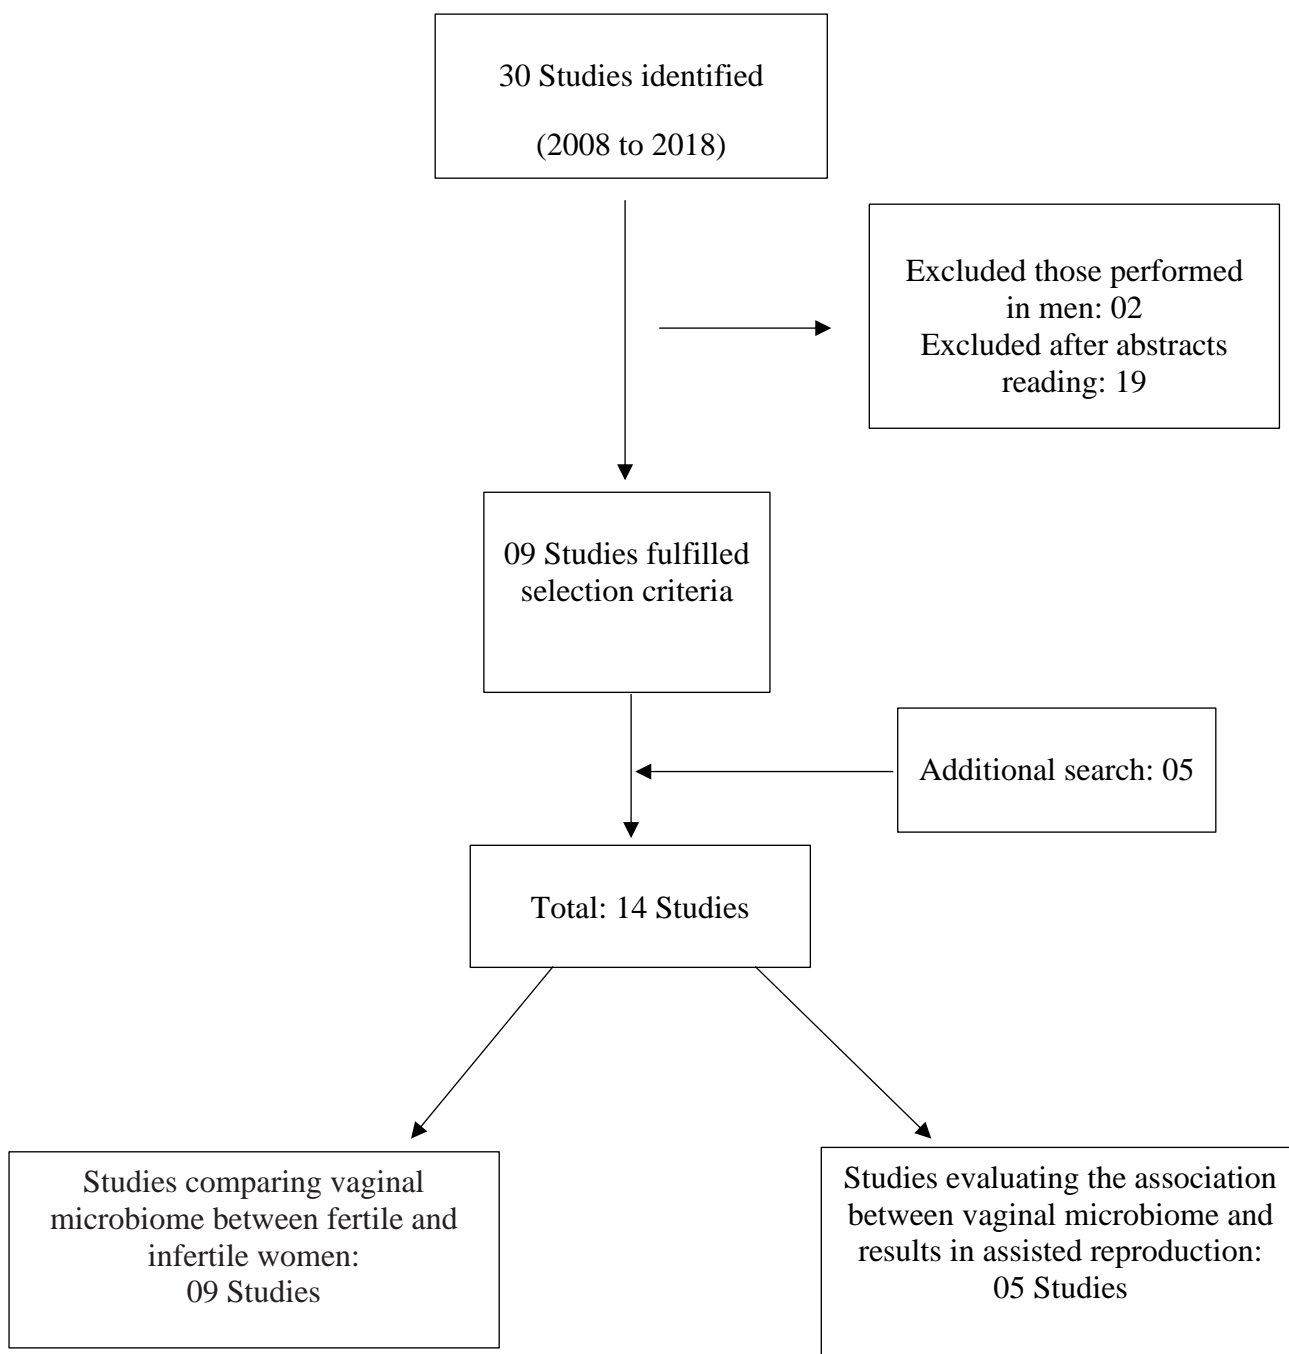 30 Studies identified
(2008 to 2018)
Excluded those performed
in men: 02
Excluded after abstracts
reading: 19
09 Studies fulfilled
selection criteria
Additional search: 05
Total: 14 Studies
Studies comparing vaginal
microbiome between fertile and
infertile women:
09 Studies
Studies evaluating the association
between vaginal microbiome and
results in assisted reproduction:
05 Studies